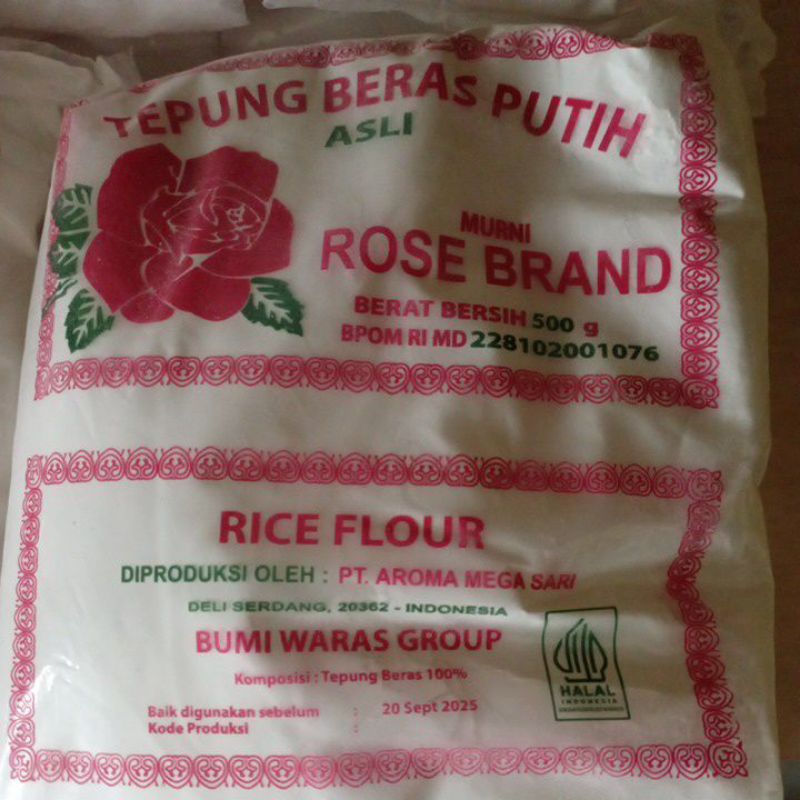 TEPUNG BERAS PUTIH
ASLI
MURNI
ROSE BRAND
BERAT BERSIH 500 g
BPOM RI MD 228102001076
RICE FLOUR
DIPRODUKSI OLEH : PT. AROMA MEGA SARI
DELI SERDANG, 20362 - INDONESIA
BUMI WARAS GROUP
Komposisi : Tepung Beras 100%
HALAL
INDONESIA
Baik digunakan sebelum : 20 Sept 2025
Kode Produksi :